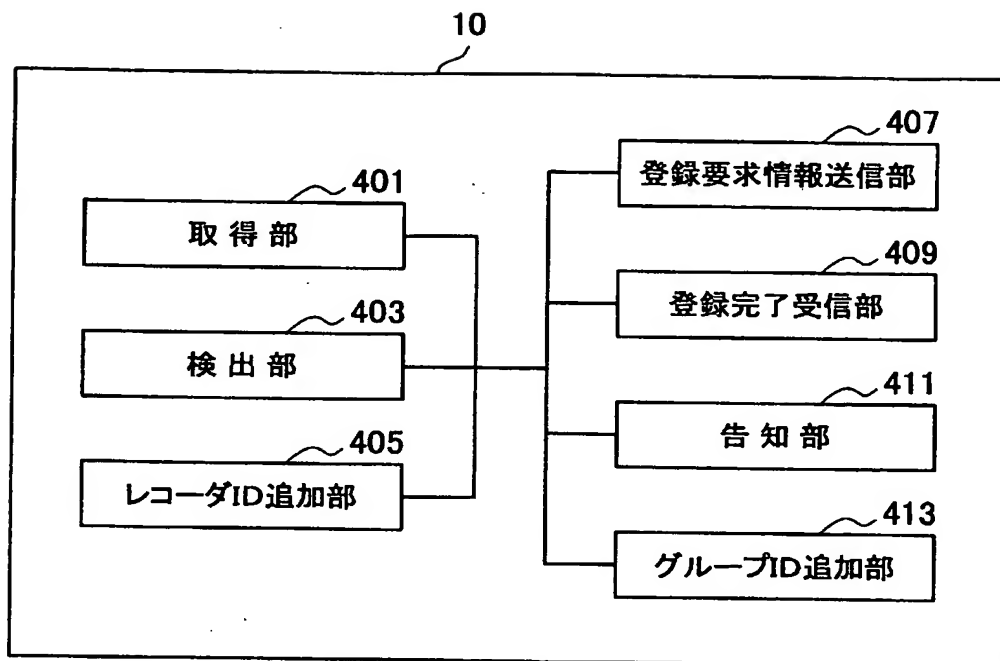 10
401
取得部
403
検出部
405
レコーダID追加部
407
登録要求情報送信部
409
登録完了受信部
411
告知部
413
グループID追加部